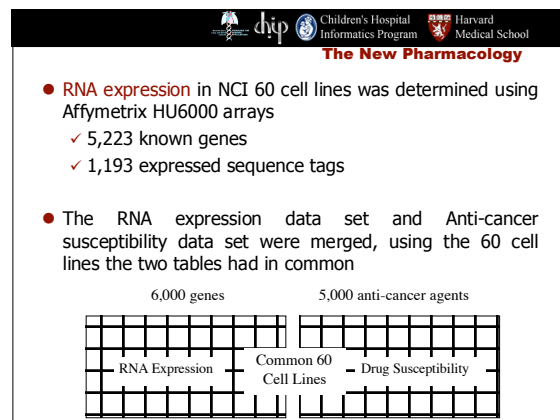 chip
Children's Hospital
Informatics Program
Harvard
Medical School
The New Pharmacology
RNA expression in NCI 60 cell lines was determined using
Affymetrix HU6000 arrays
5,223 known genes
1,193 expressed sequence tags
The RNA expression data set and Anti-cancer
susceptibility data set were merged, using the 60 cell
lines the two tables had in common
6,000 genes
5,000 anti-cancer agents
RNA Expression
Common 60
Cell Lines
Drug Susceptibility